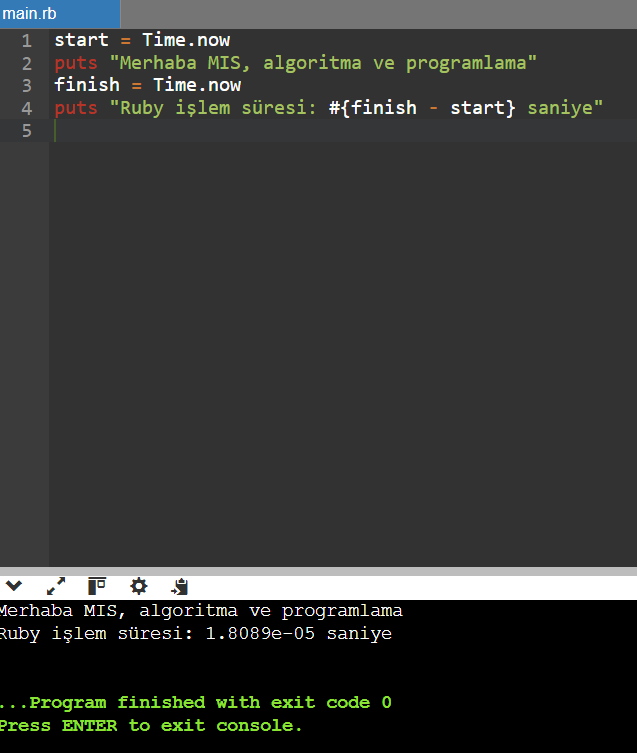 main.rb
1 start = Time.now
2 puts "Merhaba MIS, algoritma ve programlama"
3 finish = Time.now
4 puts "Ruby işlem süresi: #{finish - start} saniye"
5
Merhaba MIS, algoritma ve programlama
Ruby işlem süresi: 1.8089e-05 saniye
...Program finished with exit code 0
Press ENTER to exit console.